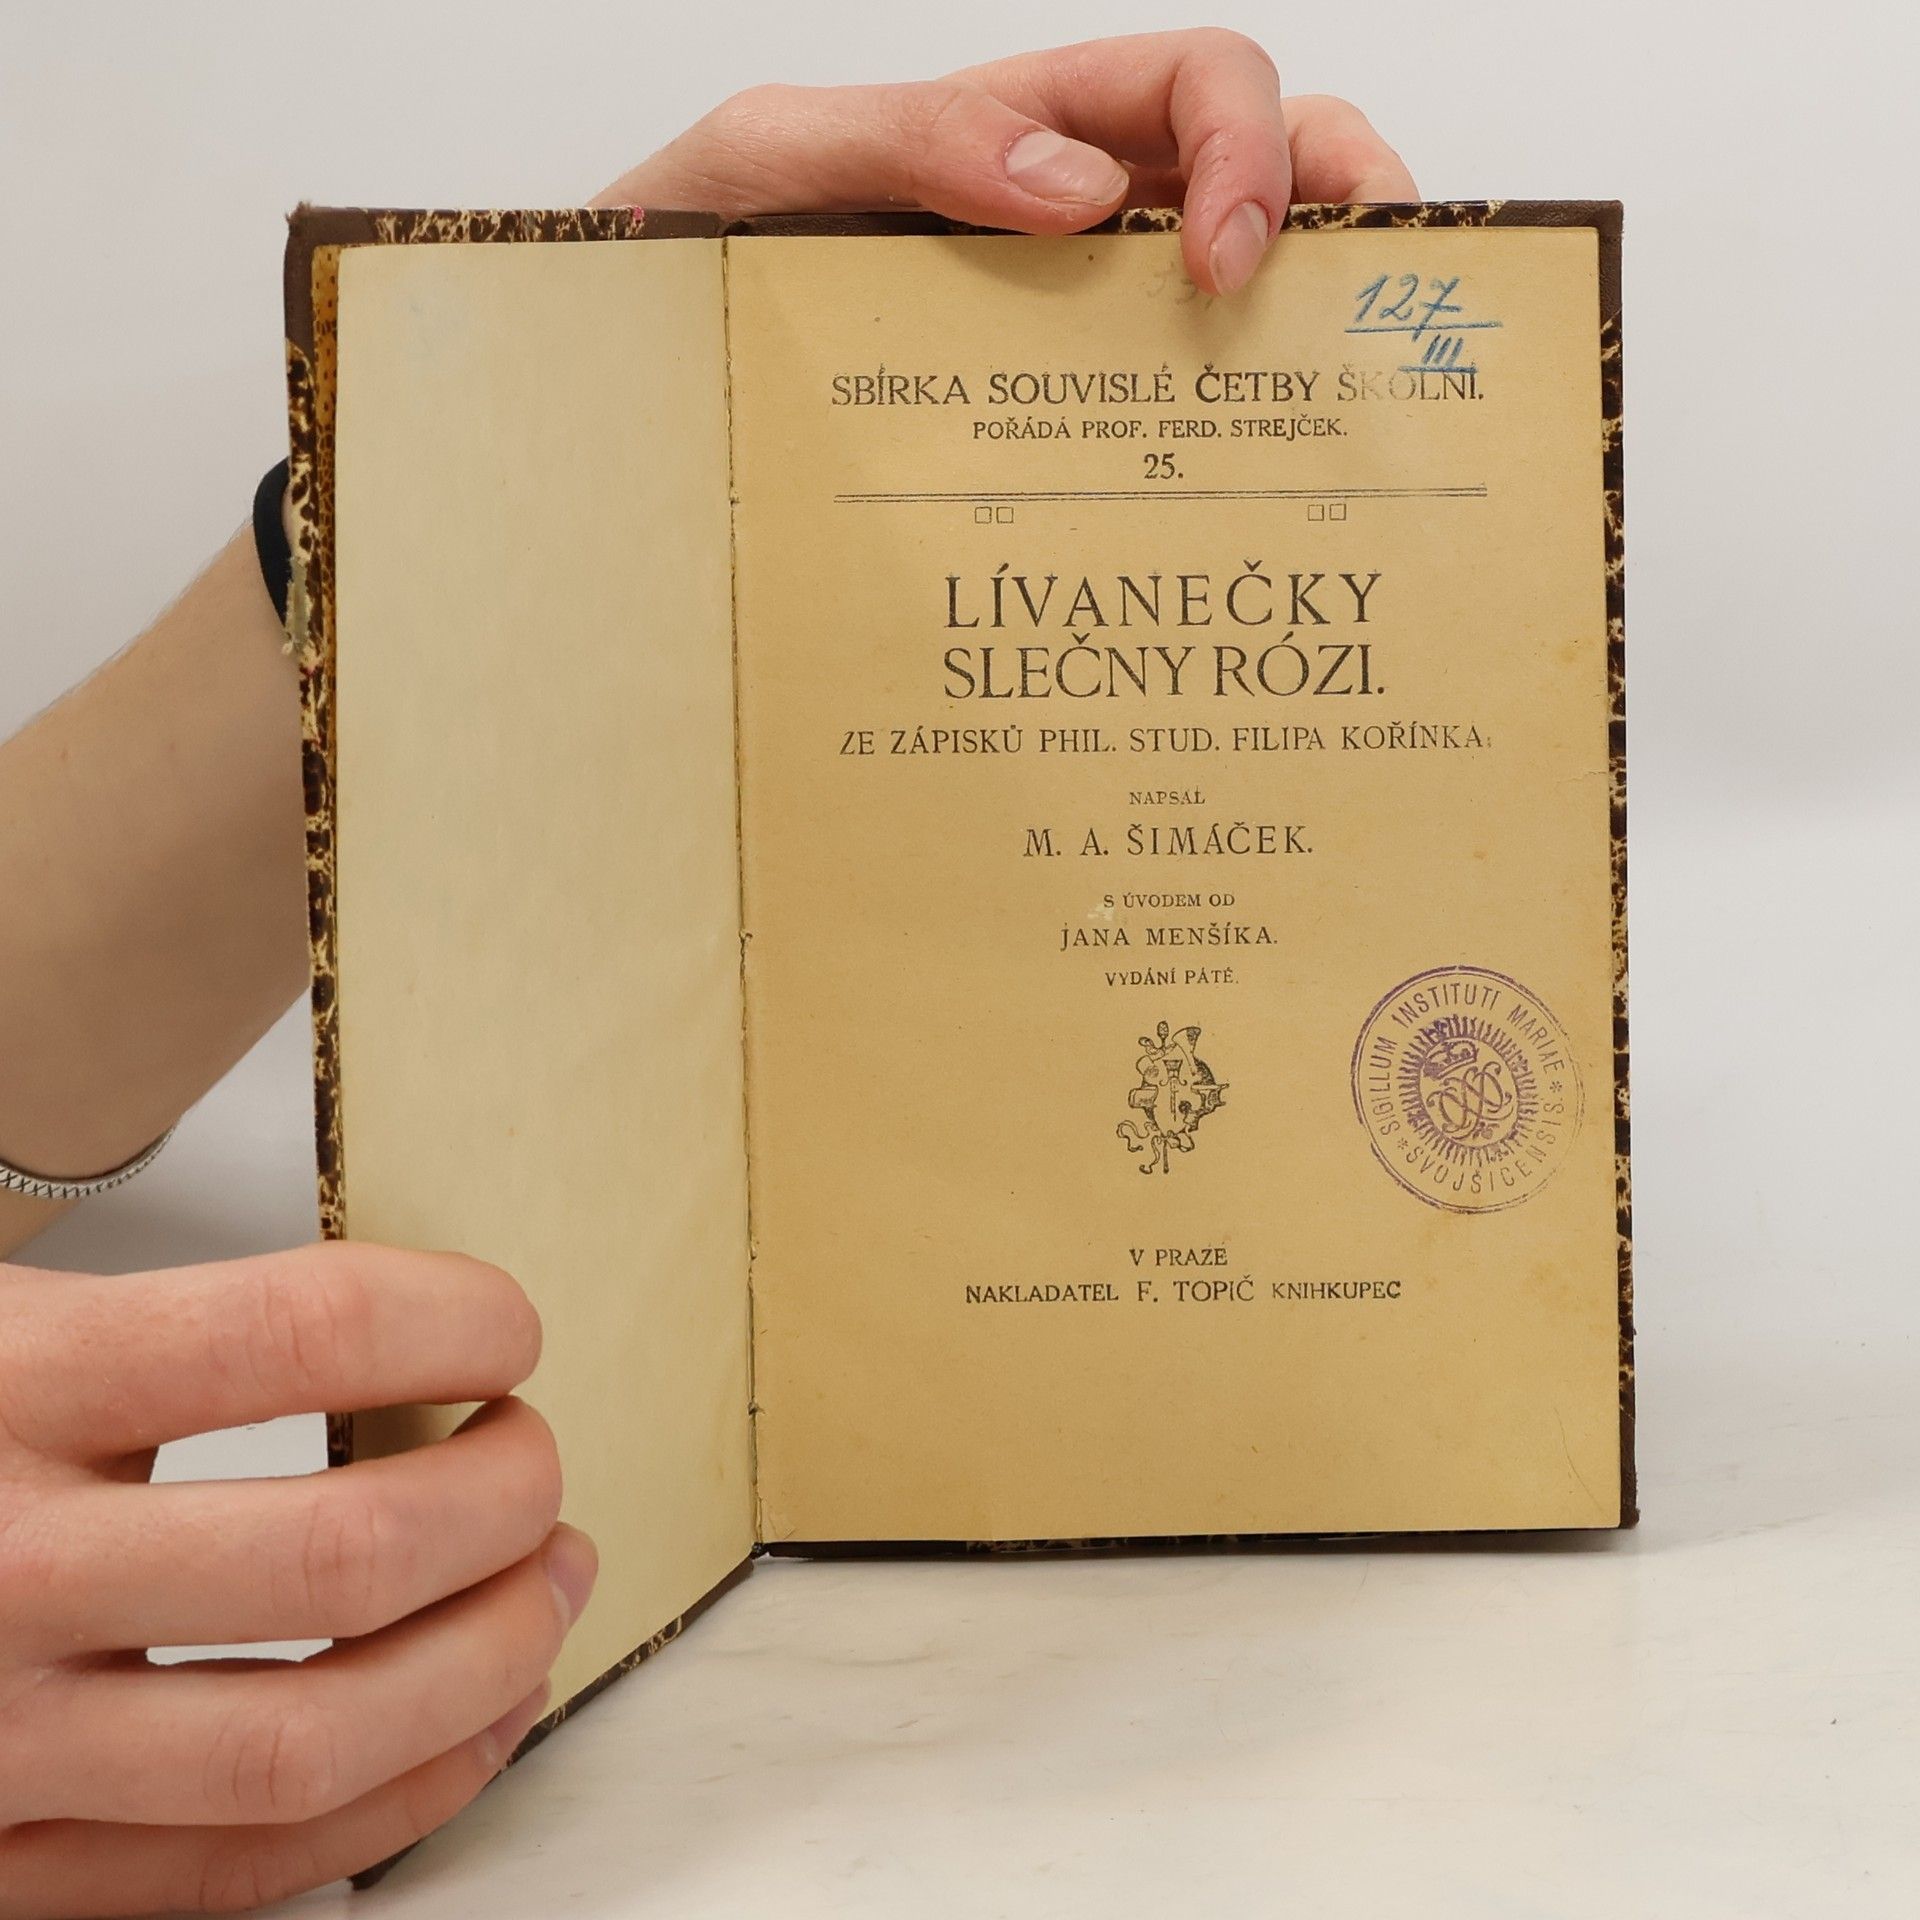 127
III
SBÍRKA SOUVISLÉ ČETBY ŠKOLNÍ.
POŘÁDÁ PROF. FERD. STREJČEK.
25.
LÍVANEČKY
SLEČNY RÓZI.
ZE ZÁPISKŮ PHIL. STUD. FILIPA KOŘÍNKA.
NAPSAL
M. A. ŠIMÁČEK.
S ÚVODEM OD
JANA MENŠÍKA.
VYDÁNÍ PÁTÉ.
SIGILLUM INSTITUTI MARIAE * SVOJŠICENSIS *
V PRAZE
NAKLADATEL F. TOPIČ KNIHKUPEC